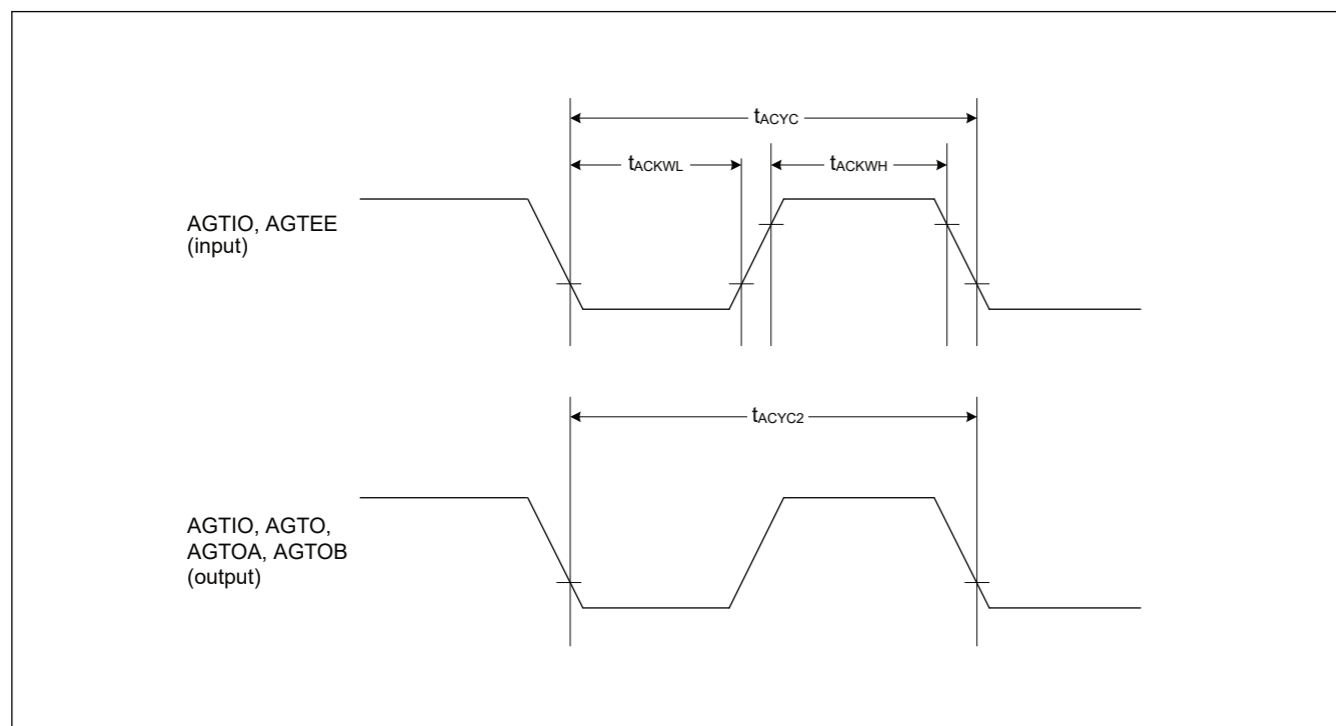 tACYC
tACKWL
tACKWH
AGTIO, AGTEE
(input)
tACYC2
AGTIO, AGTO,
AGTOA, AGTOB
(output)